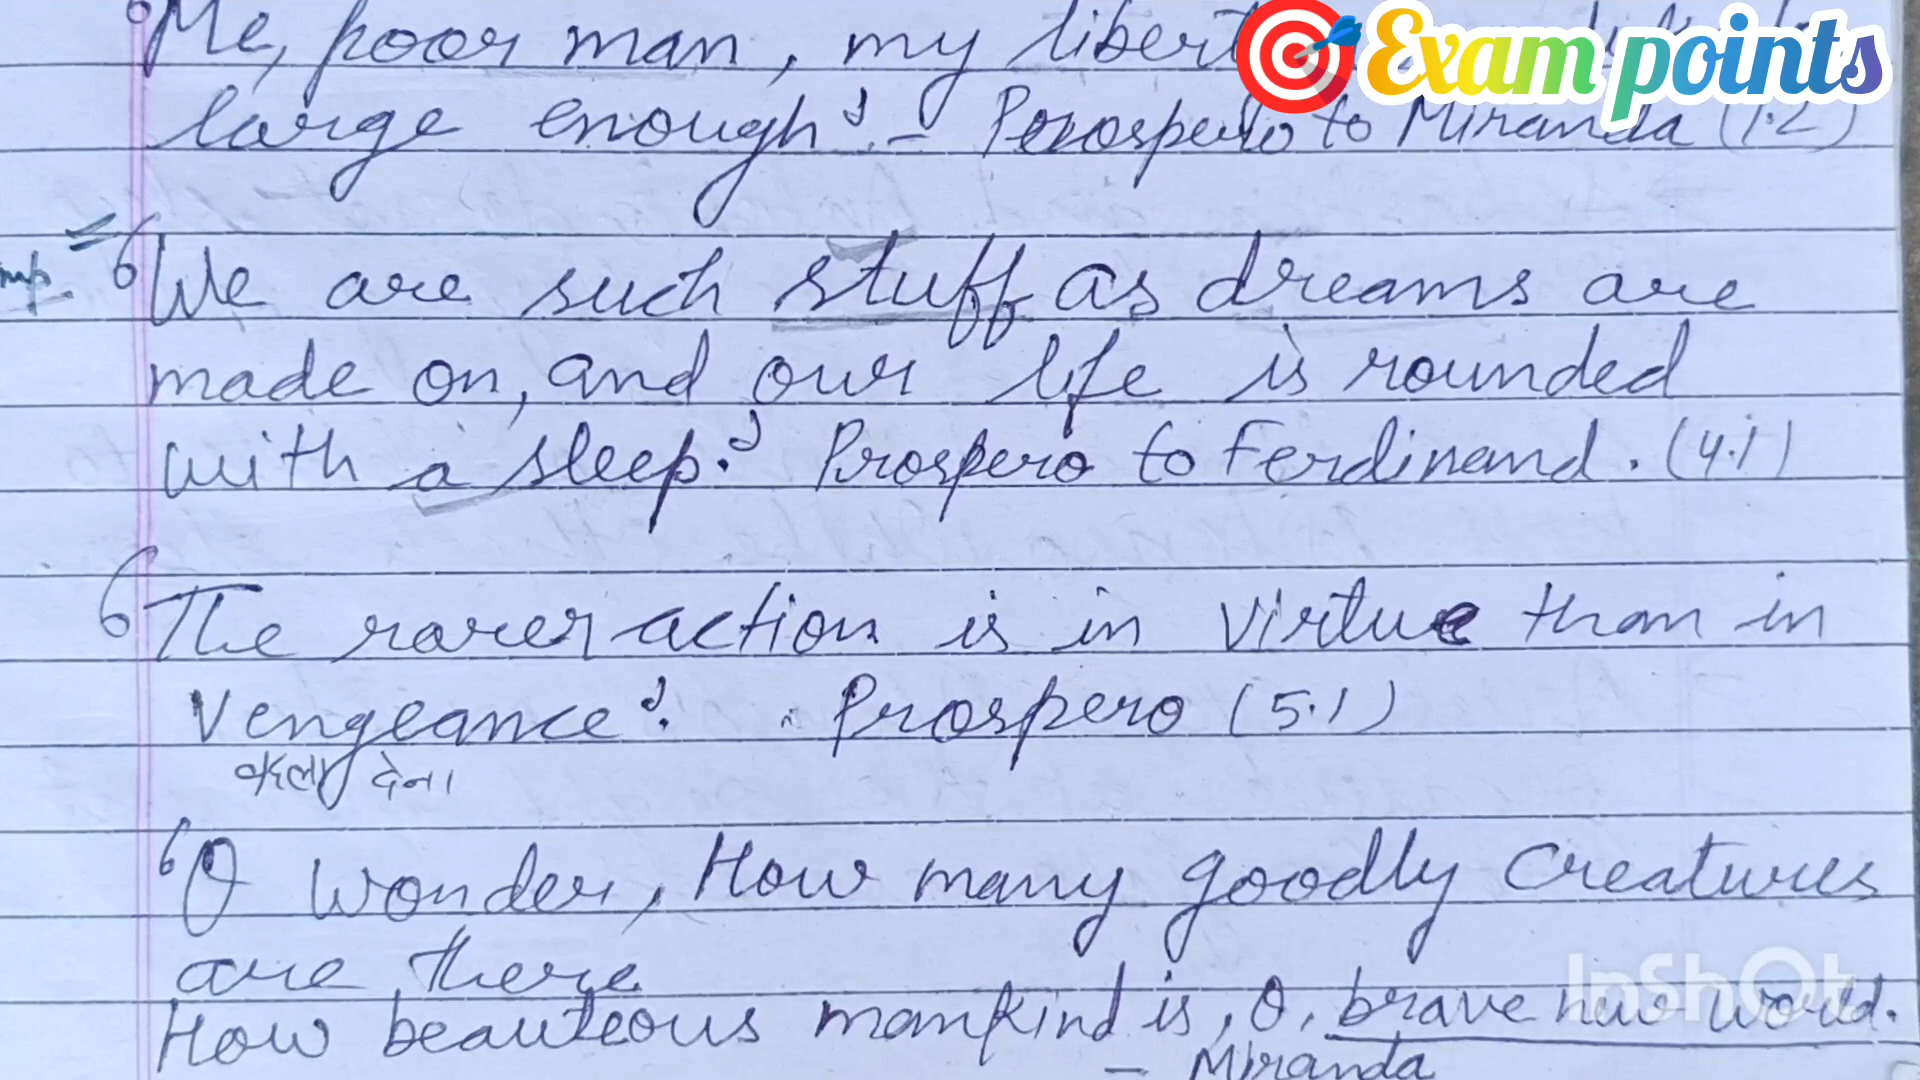 'Me, poor man, my libert
Exam points
large enough'. - Prospero to Miranda (1.2)
Imp. = 'We are such stuff as dreams are
made on, and our life is rounded
with a sleep.' Prospero to Ferdinand. (4.1)
'The rarer action is in virtue than in
vengeance'. Prospero (5.1)
देना
'O wonder, How many goodly creatures
are there
How beauteous mankind is, O, brave new world.
- Miranda
InShOt